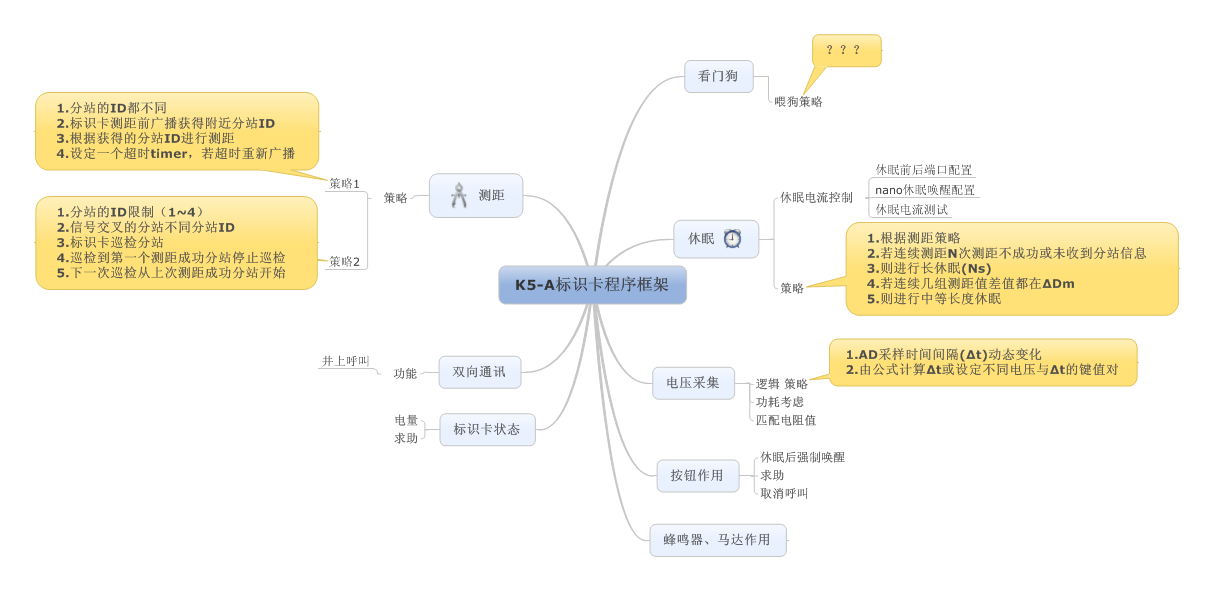 K5-A标识卡程序框架
看门狗
喂狗策略
？？？
休眠
休眠电流控制
休眠前后端口配置
nano休眠唤醒配置
休眠电流测试
策略
1.根据测距策略
2.若连续测距N次测距不成功或未收到分站信息
3.则进行长休眠(Ns)
4.若连续几组测距值差值都在ΔDm
5.则进行中等长度休眠
电压采集
逻辑 策略
1.AD采样时间间隔(Δt)动态变化
2.由公式计算Δt或设定不同电压与Δt的键值对
功耗考虑
匹配电阻值
按钮作用
休眠后强制唤醒
求助
取消呼叫
蜂鸣器、马达作用
测距
策略
策略1
1.分站的ID都不同
2.标识卡测距前广播获得附近分站ID
3.根据获得的分站ID进行测距
4.设定一个超时timer，若超时重新广播
策略2
1.分站的ID限制（1~4）
2.信号交叉的分站不同分站ID
3.标识卡巡检分站
4.巡检到第一个测距成功分站停止巡检
5.下一次巡检从上次测距成功分站开始
双向通讯
功能
井上呼叫
标识卡状态
电量
求助